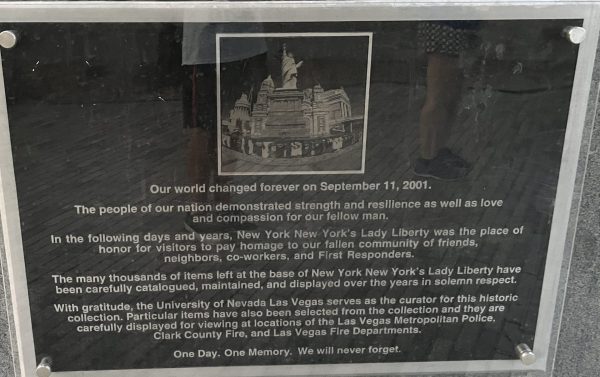 Our world changed forever on September 11, 2001.
The people of our nation demonstrated strength and resilience as well as love
and compassion for our fellow man.
In the following days and years, New York New York's Lady Liberty was the place of
honor for visitors to pay homage to our fallen community of friends,
neighbors, co-workers, and First Responders.
The many thousands of items left at the base of New York New York's Lady Liberty have
been carefully catalogued, maintained, and displayed over the years in solemn respect.
With gratitude, the University of Nevada Las Vegas serves as the curator for this historic
collection. Particular items have also been selected from the collection and they are
carefully displayed for viewing at locations of the Las Vegas Metropolitan Police,
Clark County Fire, and Las Vegas Fire Departments.
One Day. One Memory. We will never forget.